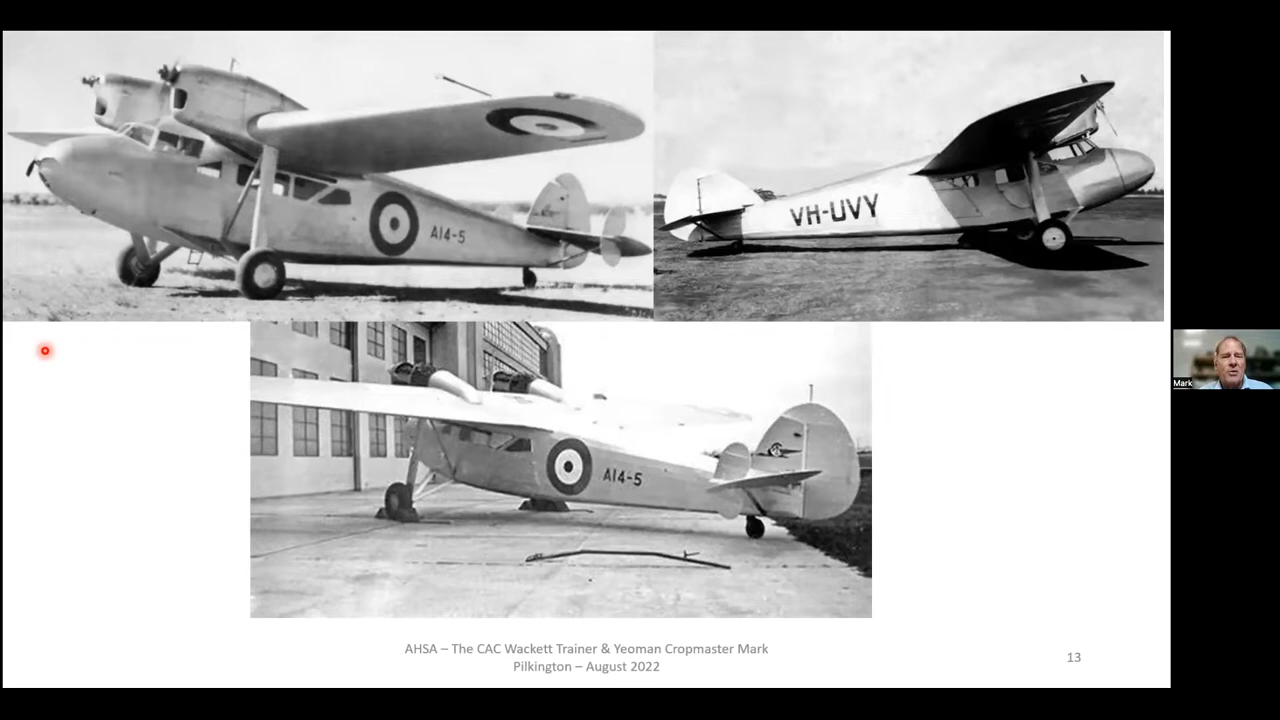 A14-5
VH-UVY
Mark
A14-5
AHSA – The CAC Wackett Trainer & Yeoman Cropmaster Mark
Pilkington – August 2022
13